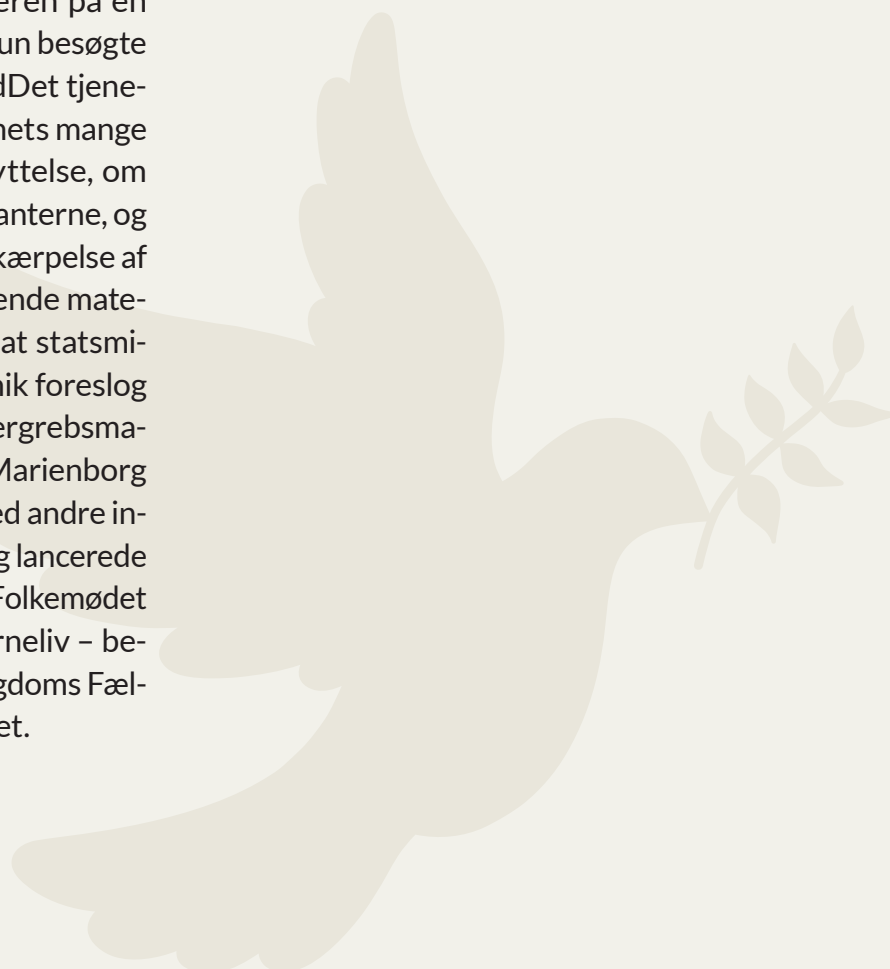 eren på en
un besøgte
dDet tjene-
nets mange
yttelse, om
anterne, og
kærpelse af
ende mate-
at statsmi-
nik foreslog
ergrebsma-
Marienborg
ed andre in-
g lancerede
Folkemødet
rneliv – be-
gdoms Fæl-
et.